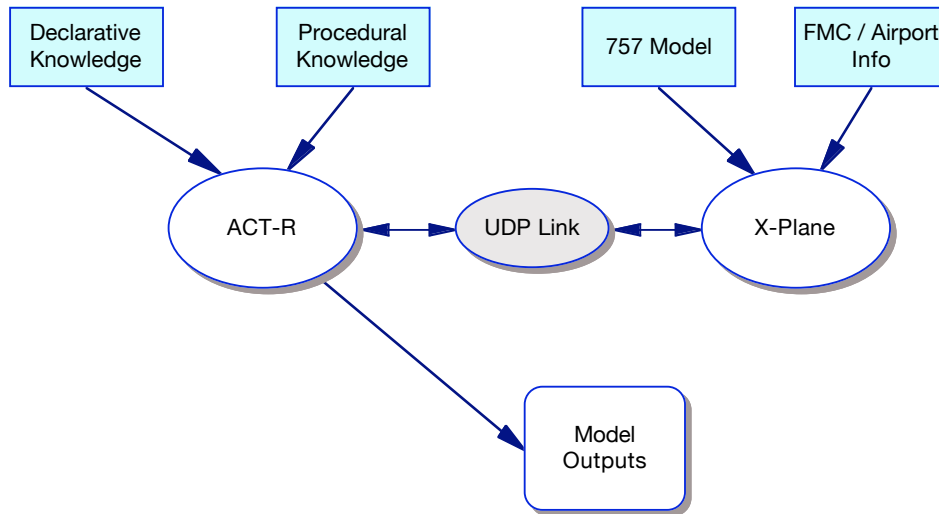 Declarative
Knowledge
Procedural
Knowledge
757 Model
FMC / Airport
Info
ACT-R
UDP Link
X-Plane
Model
Outputs